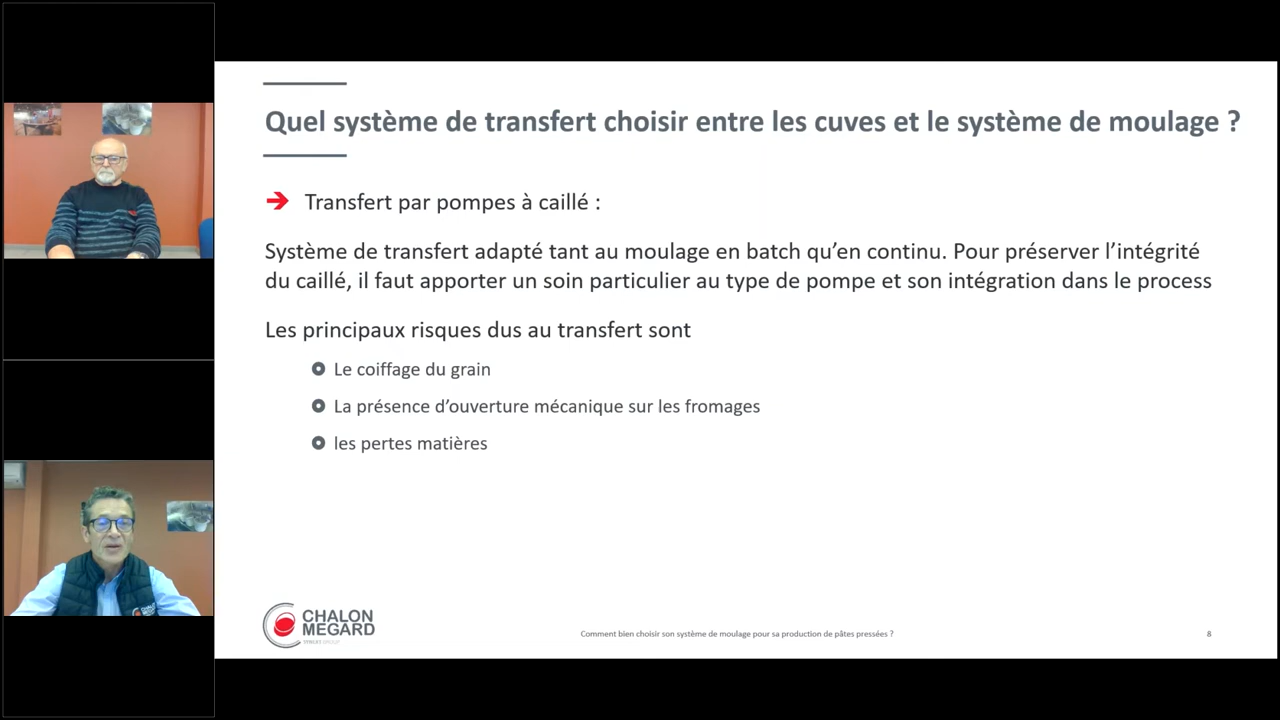 Quel système de transfert choisir entre les cuves et le système de moulage ?
➔ Transfert par pompes à caillé :
Système de transfert adapté tant au moulage en batch qu’en continu. Pour préserver l’intégrité
du caillé, il faut apporter un soin particulier au type de pompe et son intégration dans le process
Les principaux risques dus au transfert sont
Le coiffage du grain
La présence d’ouverture mécanique sur les fromages
les pertes matières
CHALON
MEGARD
CHALON
MEGARD
Comment bien choisir son système de moulage pour sa production de pâtes pressées ?
8